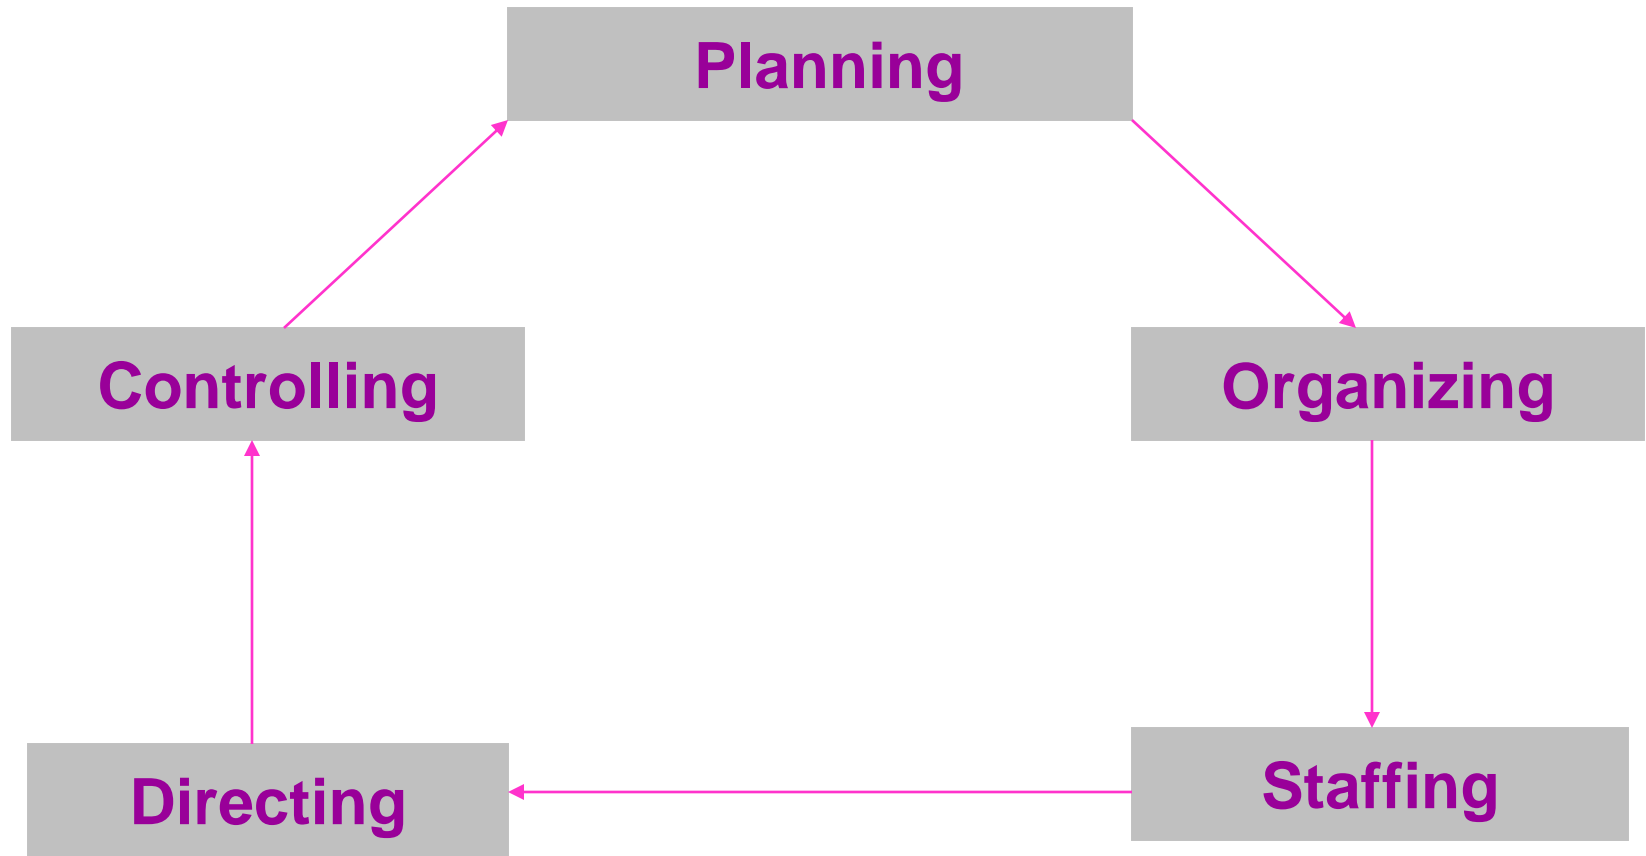 Planning
Controlling
Organizing
Directing
Staffing